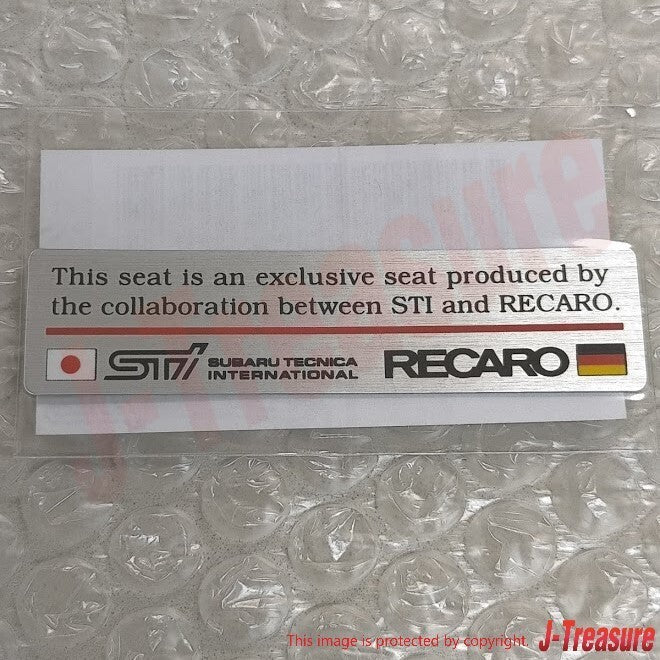 J-Treasure
J-Treasure
This seat is an exclusive seat produced by
the collaboration between STI and RECARO.
STI SUBARU TECNICA
INTERNATIONAL
RECARO
This image is protected by copyright.
J-Treasure